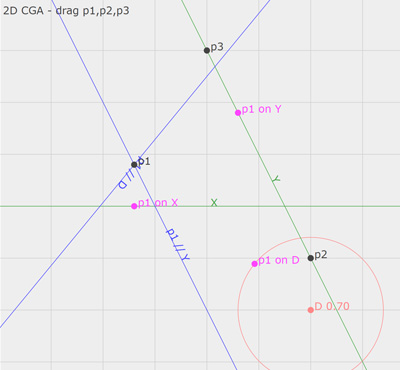 2D CGA - drag p1,p2,p3
p3
p1 on Y
p1
// D
p1 on X
X
Y
p1 // Y
p2
p1 on D
D 0.70